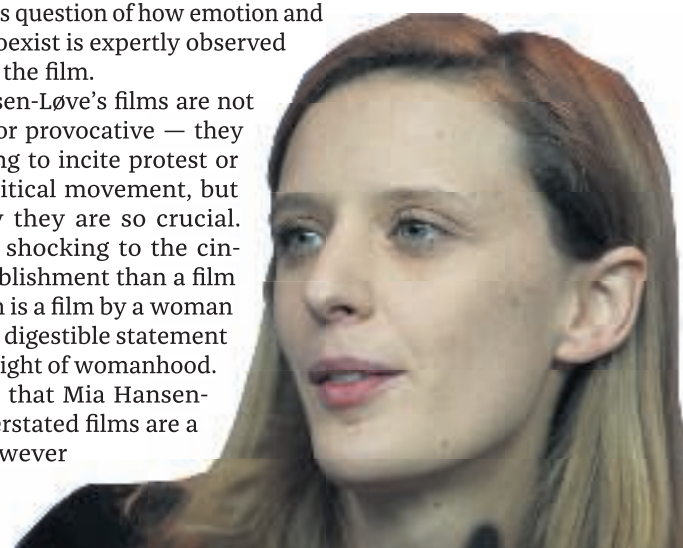 s question of how emotion and
oexist is expertly observed
the film.
sen-Løve’s films are not
or provocative — they
ng to incite protest or
itical movement, but
y they are so crucial.
shocking to the cin-
blishment than a film
n is a film by a woman
digestible statement
ight of womanhood.
that Mia Hansen-
erstated films are a
wever